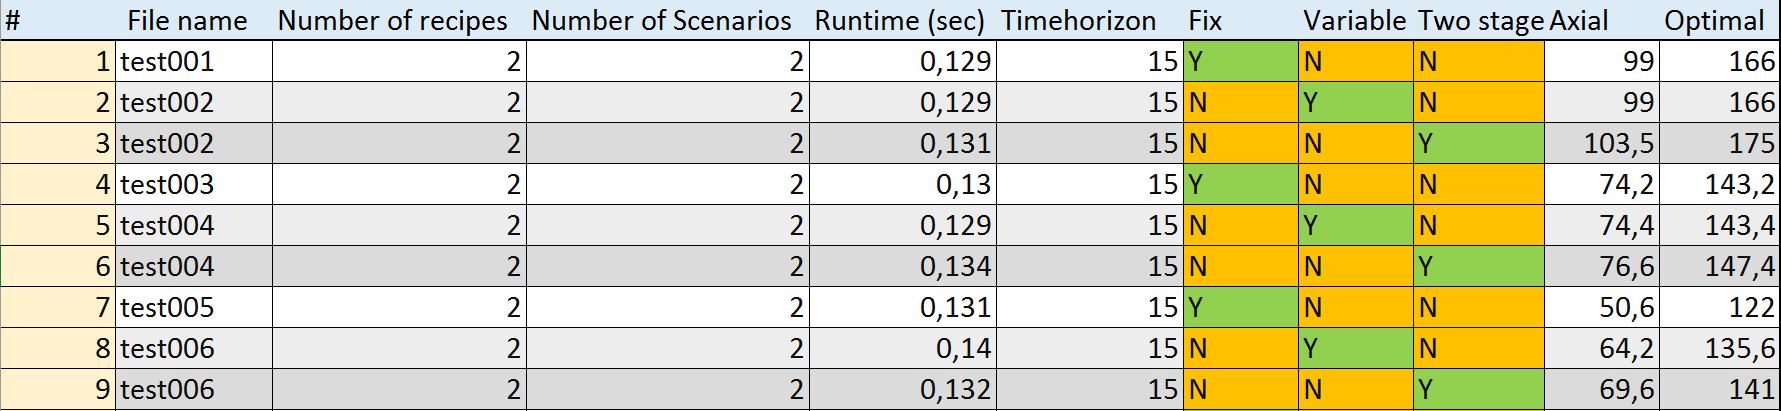 # File name Number of recipes Number of Scenarios Runtime (sec) Timehorizon Fix Variable Two stage Axial Optimal
1 test001 2 2 0,129 15 Y N N 99 166
2 test002 2 2 0,129 15 N Y N 99 166
3 test002 2 2 0,131 15 N N Y 103,5 175
4 test003 2 2 0,13 15 Y N N 74,2 143,2
5 test004 2 2 0,129 15 N Y N 74,4 143,4
6 test004 2 2 0,134 15 N N Y 76,6 147,4
7 test005 2 2 0,131 15 Y N N 50,6 122
8 test006 2 2 0,14 15 N Y N 64,2 135,6
9 test006 2 2 0,132 15 N N Y 69,6 141